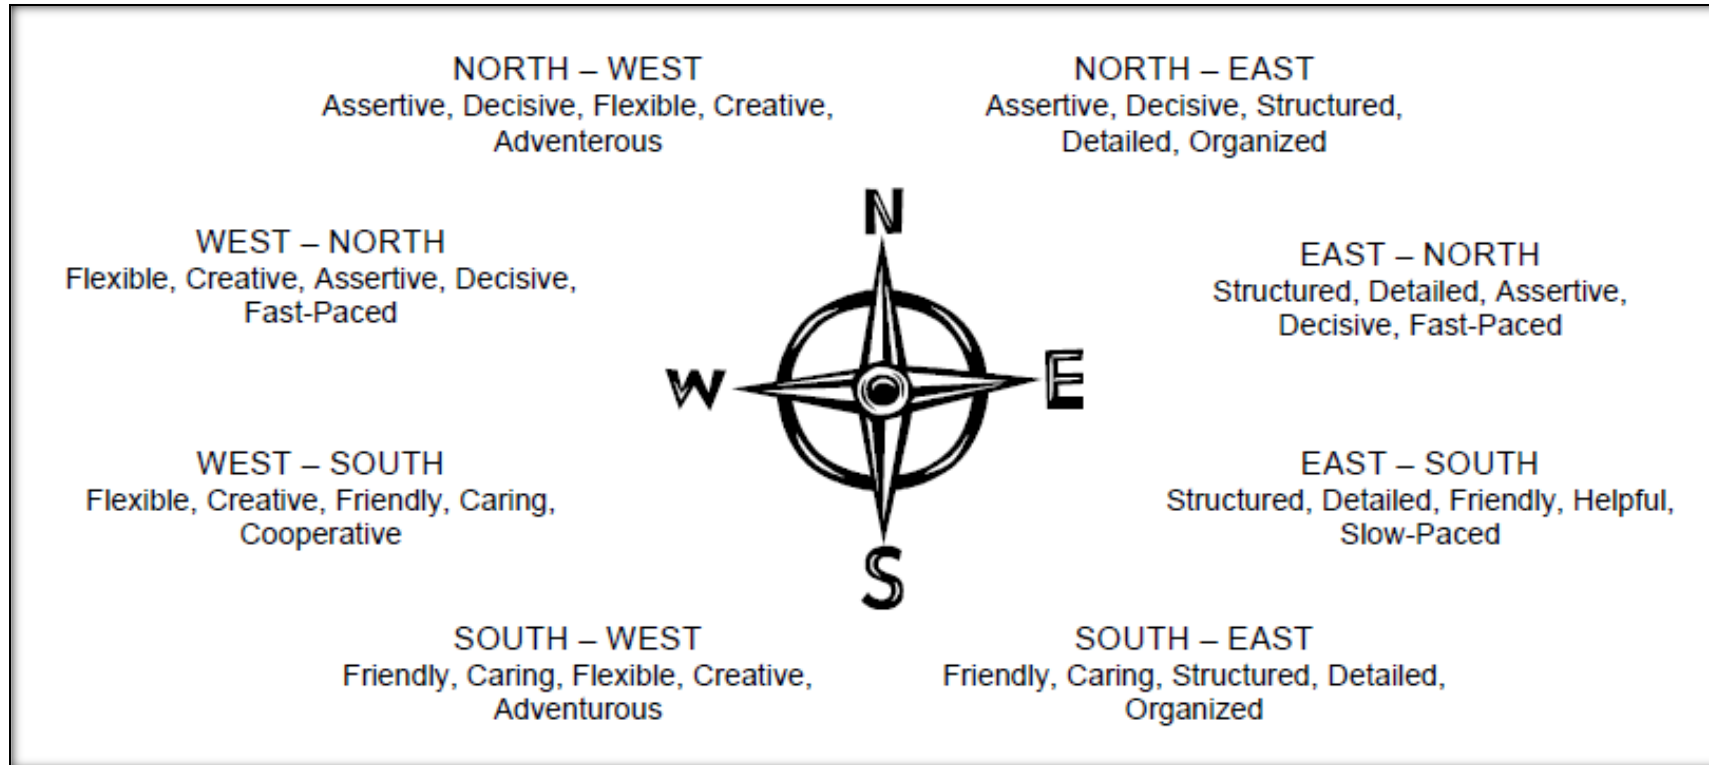 NORTH – WEST
Assertive, Decisive, Flexible, Creative,
Adventerous
NORTH – EAST
Assertive, Decisive, Structured,
Detailed, Organized
N
WEST – NORTH
Flexible, Creative, Assertive, Decisive,
Fast-Paced
EAST – NORTH
Structured, Detailed, Assertive,
Decisive, Fast-Paced
W
E
WEST – SOUTH
Flexible, Creative, Friendly, Caring,
Cooperative
EAST – SOUTH
Structured, Detailed, Friendly, Helpful,
Slow-Paced
S
SOUTH – WEST
Friendly, Caring, Flexible, Creative,
Adventurous
SOUTH – EAST
Friendly, Caring, Structured, Detailed,
Organized